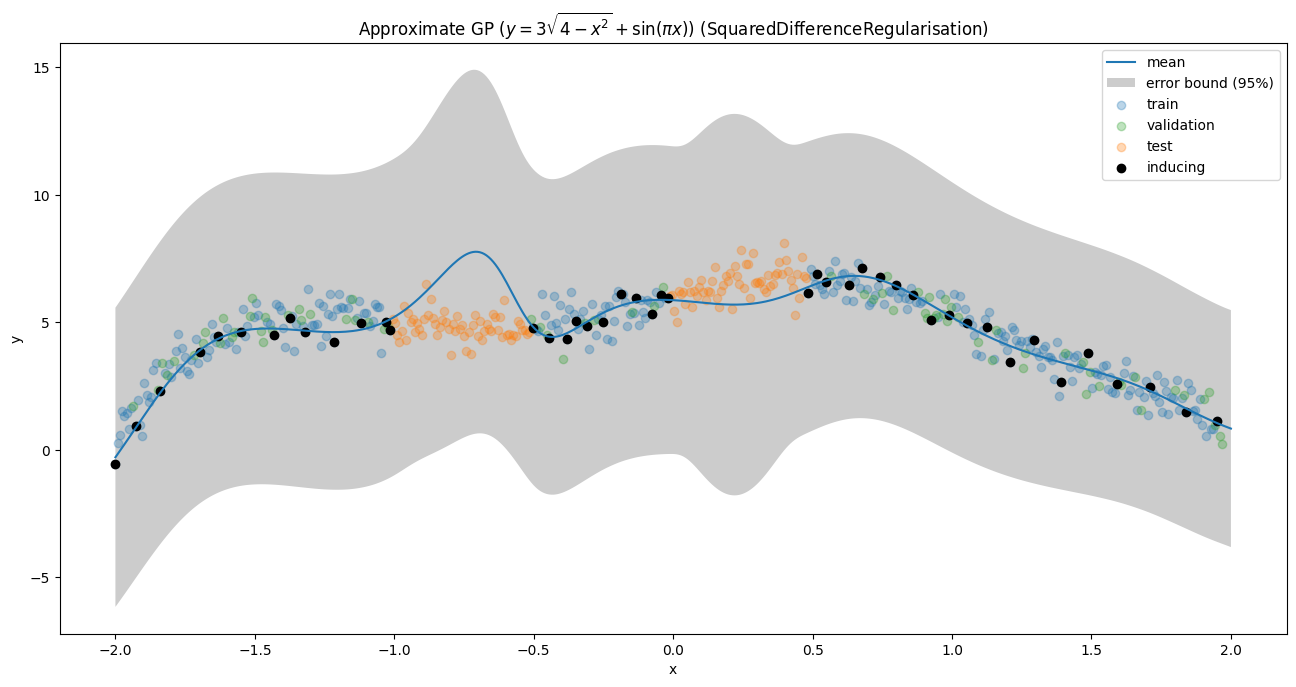 Approximate GP (y = 3√(4 − x²) + sin(πx)) (SquaredDifferenceRegularisation)
mean
error bound (95%)
train
validation
test
inducing
15
10
5
0
−5
y
−2.0 −1.5 −1.0 −0.5 0.0 0.5 1.0 1.5 2.0
x